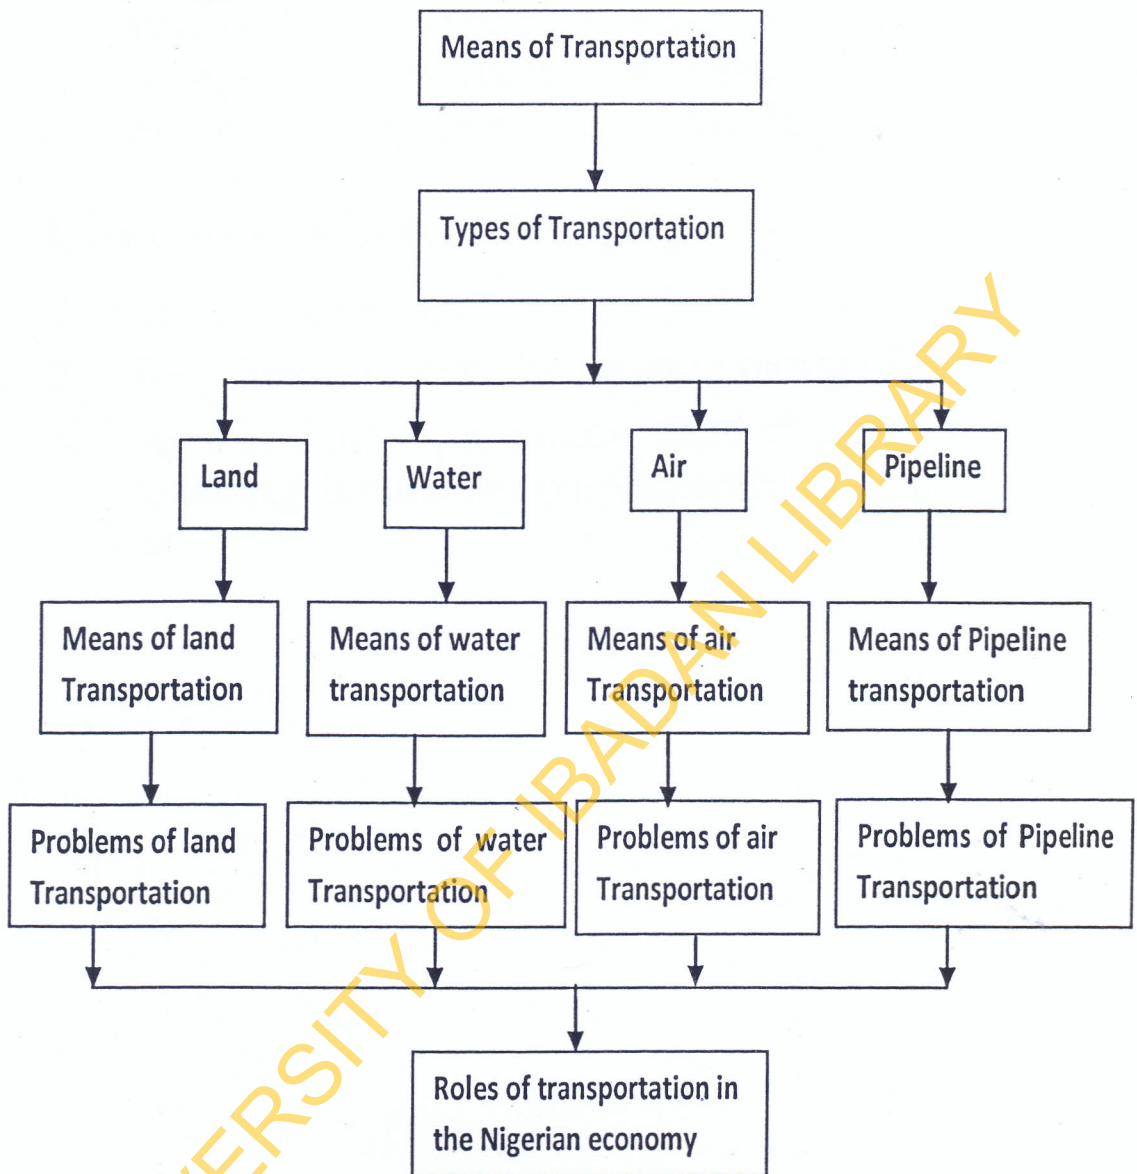 Means of Transportation
Types of Transportation
Land
Water
Air
Pipeline
Means of land
Transportation
Means of water
transportation
Means of air
Transportation
Means of Pipeline
transportation
Problems of land
Transportation
Problems of water
Transportation
Problems of air
Transportation
Problems of Pipeline
Transportation
Roles of transportation in
the Nigerian economy
OF IBADAN LIBRARY